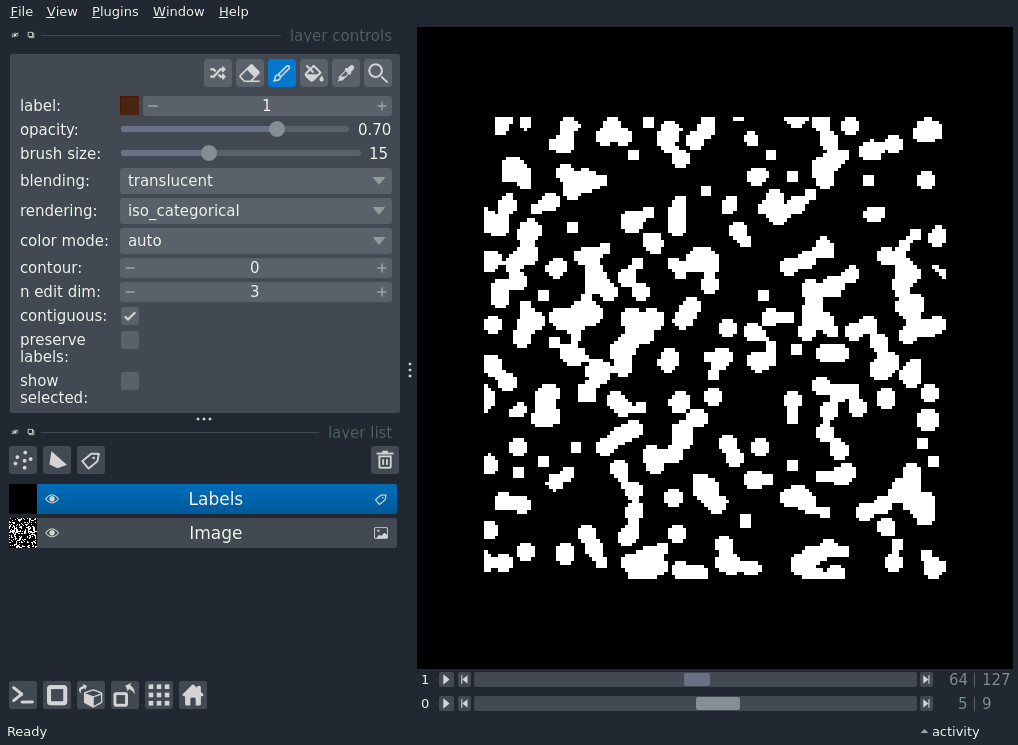 File View Plugins Window Help
layer controls
label: 1
opacity: 0.70
brush size: 15
blending: translucent
rendering: iso_categorical
color mode: auto
contour: 0
n edit dim: 3
contiguous:
preserve
labels:
show
selected:
layer list
Labels
Image
1 64 | 127
0 5 | 9
Ready activity